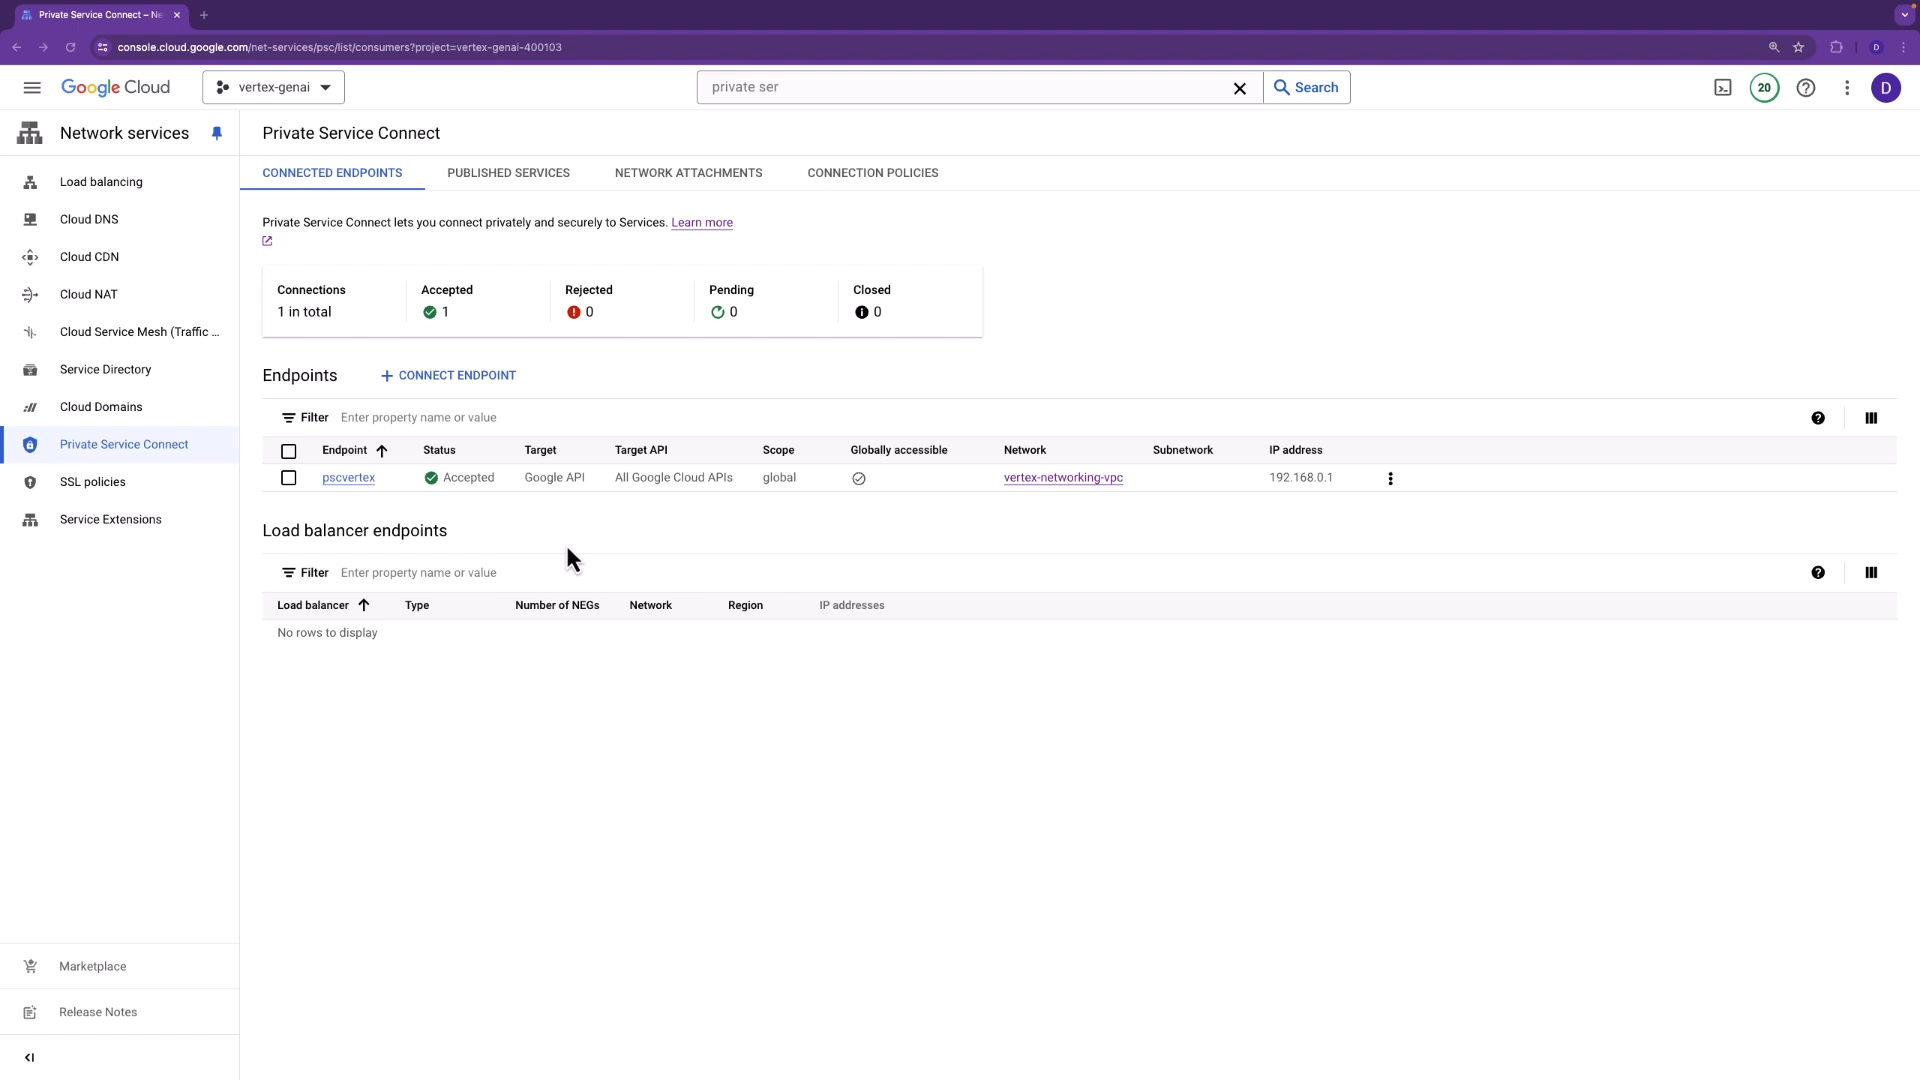 Private Service Connect – Ne
console.cloud.google.com/net-services/psc/list/consumers?project=vertex-genai-400103
D
Google Cloud
vertex-genai
private ser
Search
20
D
Network services
Private Service Connect
Load balancing
Cloud DNS
Cloud CDN
Cloud NAT
Cloud Service Mesh (Traffic ...
Service Directory
Cloud Domains
Private Service Connect
SSL policies
Service Extensions
Marketplace
Release Notes
CONNECTED ENDPOINTS PUBLISHED SERVICES NETWORK ATTACHMENTS CONNECTION POLICIES
Private Service Connect lets you connect privately and securely to Services. Learn more
Connections Accepted Rejected Pending Closed
1 in total 1 0 0 0
Endpoints CONNECT ENDPOINT
Filter Enter property name or value
Endpoint Status Target Target API Scope Globally accessible Network Subnetwork IP address
pscvertex Accepted Google API All Google Cloud APIs global vertex-networking-vpc 192.168.0.1
Load balancer endpoints
Filter Enter property name or value
Load balancer Type Number of NEGs Network Region IP addresses
No rows to display